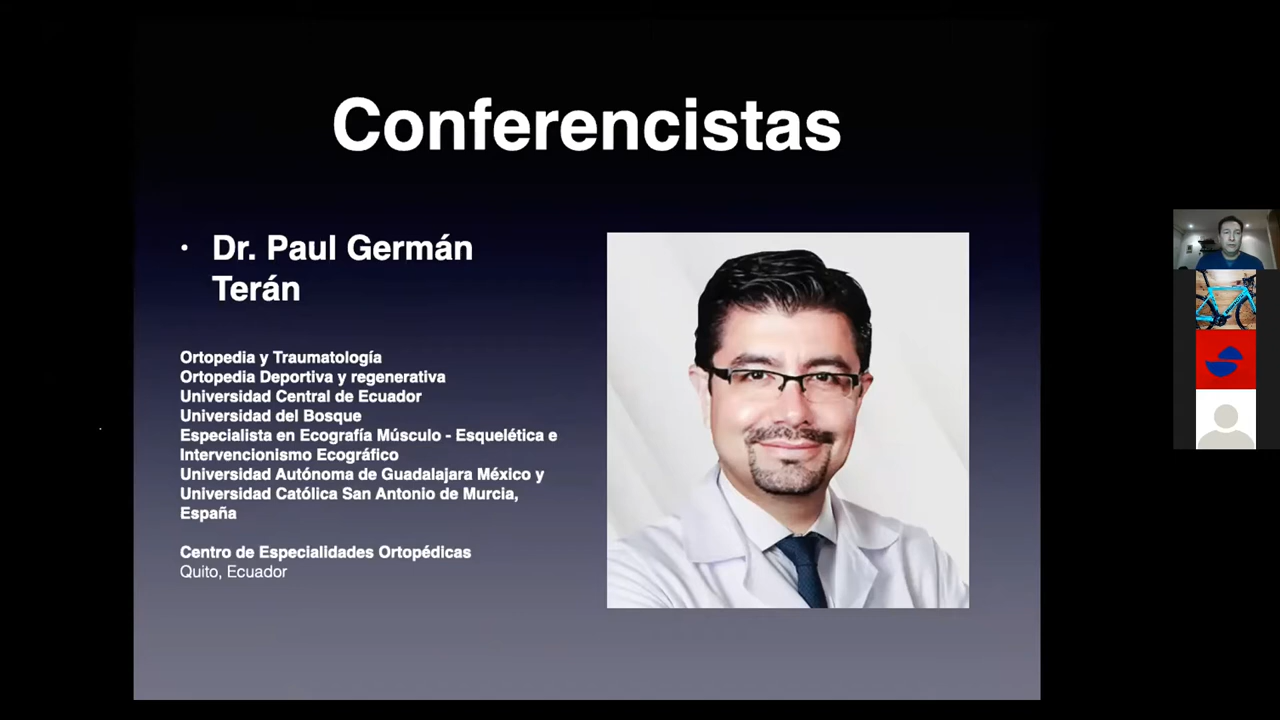 Conferencistas
• Dr. Paul Germán
Terán
Ortopedia y Traumatología
Ortopedia Deportiva y regenerativa
Universidad Central de Ecuador
Universidad del Bosque
Especialista en Ecografía Músculo - Esquelética e
Intervencionismo Ecográfico
Universidad Autónoma de Guadalajara México y
Universidad Católica San Antonio de Murcia,
España
Centro de Especialidades Ortopédicas
Quito, Ecuador